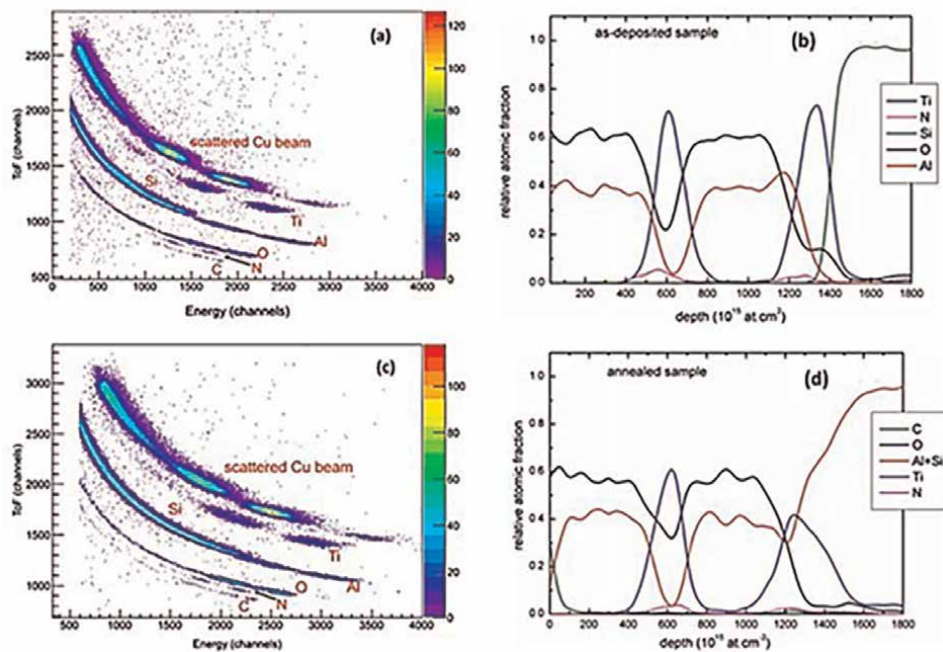 (a)
ToF (channels)
2500
2000
1500
1000
500
scattered Cu beam
Si
Ti
Al
O
N
C
0 500 1000 1500 2000 2500 3000 3500 4000
Energy (channels)
120
100
80
60
40
20
0
as-deposited sample
(b)
relative atomic fraction
1.0
0.8
0.6
0.4
0.2
0.0
Ti
N
Si
O
Al
200 400 600 800 1000 1200 1400 1600 1800
depth (10¹⁵ at cm²)
(c)
ToF (channels)
3000
2500
2000
1500
1000
scattered Cu beam
Si
Ti
Al
O
N
C
500 1000 1500 2000 2500 3000 3500 4000
Energy (channels)
100
80
60
40
20
0
annealed sample
(d)
relative atomic fraction
1.0
0.8
0.6
0.4
0.2
0.0
C
O
Al+Si
Ti
N
0 200 400 600 800 1000 1200 1400 1600 1800
depth (10¹⁵ at cm²)